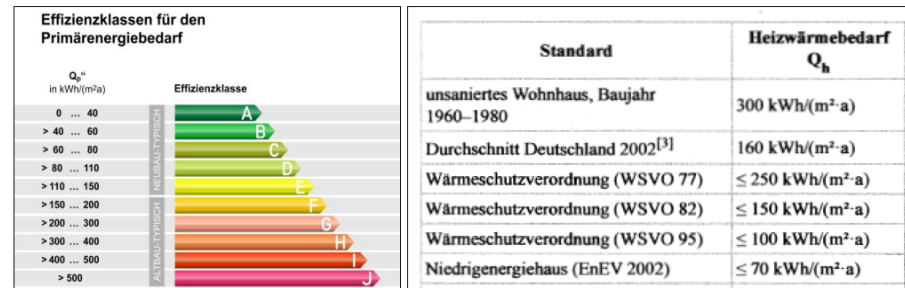 Effizienzklassen für den
Primärenergiebedarf
Qp"
in kWh/(m²a)
Effizienzklasse
NEUBAU-TYPISCH
ALTBAU-TYPISCH
0 ... 40 A
> 40 ... 60 B
> 60 ... 80 C
> 80 ... 110 D
> 110 ... 150 E
> 150 ... 200 F
> 200 ... 300 G
> 300 ... 400 H
> 400 ... 500 I
> 500 J
Standard
Heizwärmebedarf
Qh
unsaniertes Wohnhaus, Baujahr
1960–1980
300 kWh/(m²·a)
Durchschnitt Deutschland 2002[3] 160 kWh/(m²·a)
Wärmeschutzverordnung (WSVO 77) ≤ 250 kWh/(m²·a)
Wärmeschutzverordnung (WSVO 82) ≤ 150 kWh/(m²·a)
Wärmeschutzverordnung (WSVO 95) ≤ 100 kWh/(m²·a)
Niedrigenergiehaus (EnEV 2002) ≤ 70 kWh/(m²·a)